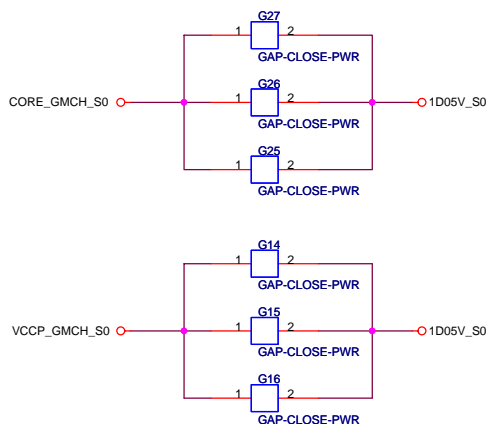 G27
1 2
GAP-CLOSE-PWR
CORE_GMCH_S0 1 G26 2 1D05V_S0
GAP-CLOSE-PWR
G25
1 2
GAP-CLOSE-PWR
G14
1 2
GAP-CLOSE-PWR
VCCP_GMCH_S0 1 G15 2 1D05V_S0
GAP-CLOSE-PWR
G16
1 2
GAP-CLOSE-PWR